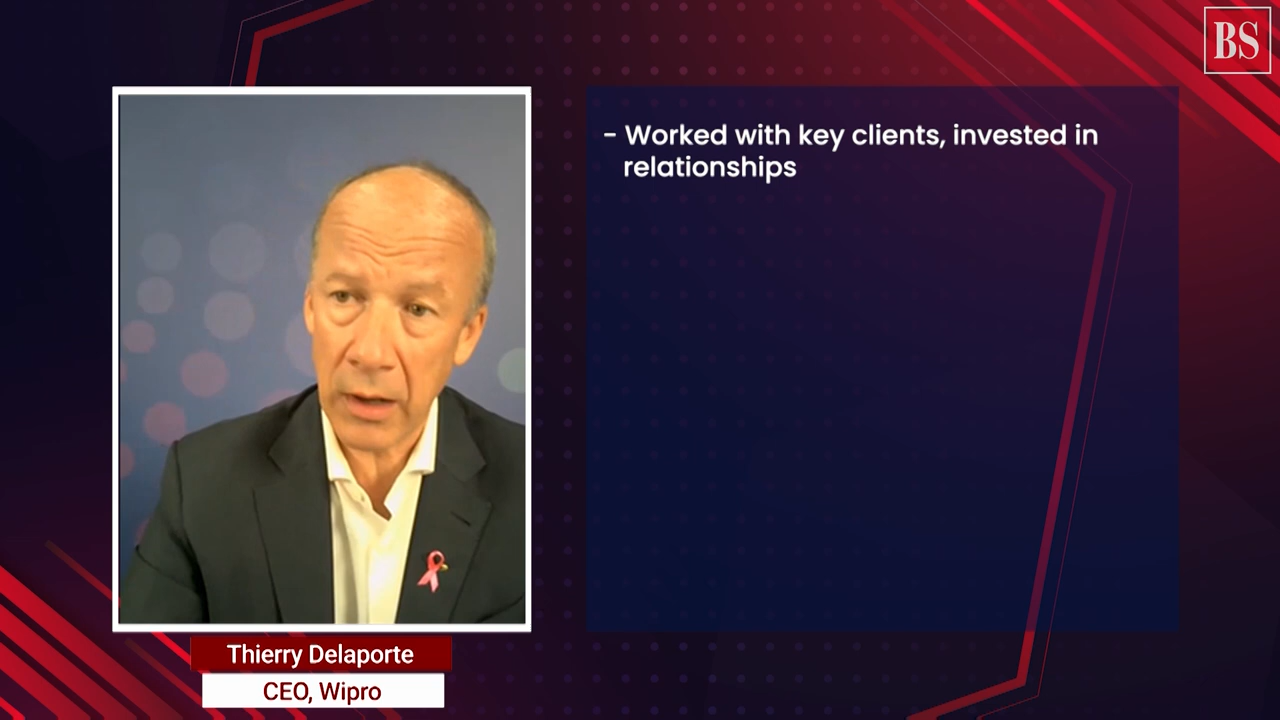 BS
- Worked with key clients, invested in
relationships
Thierry Delaporte
CEO, Wipro